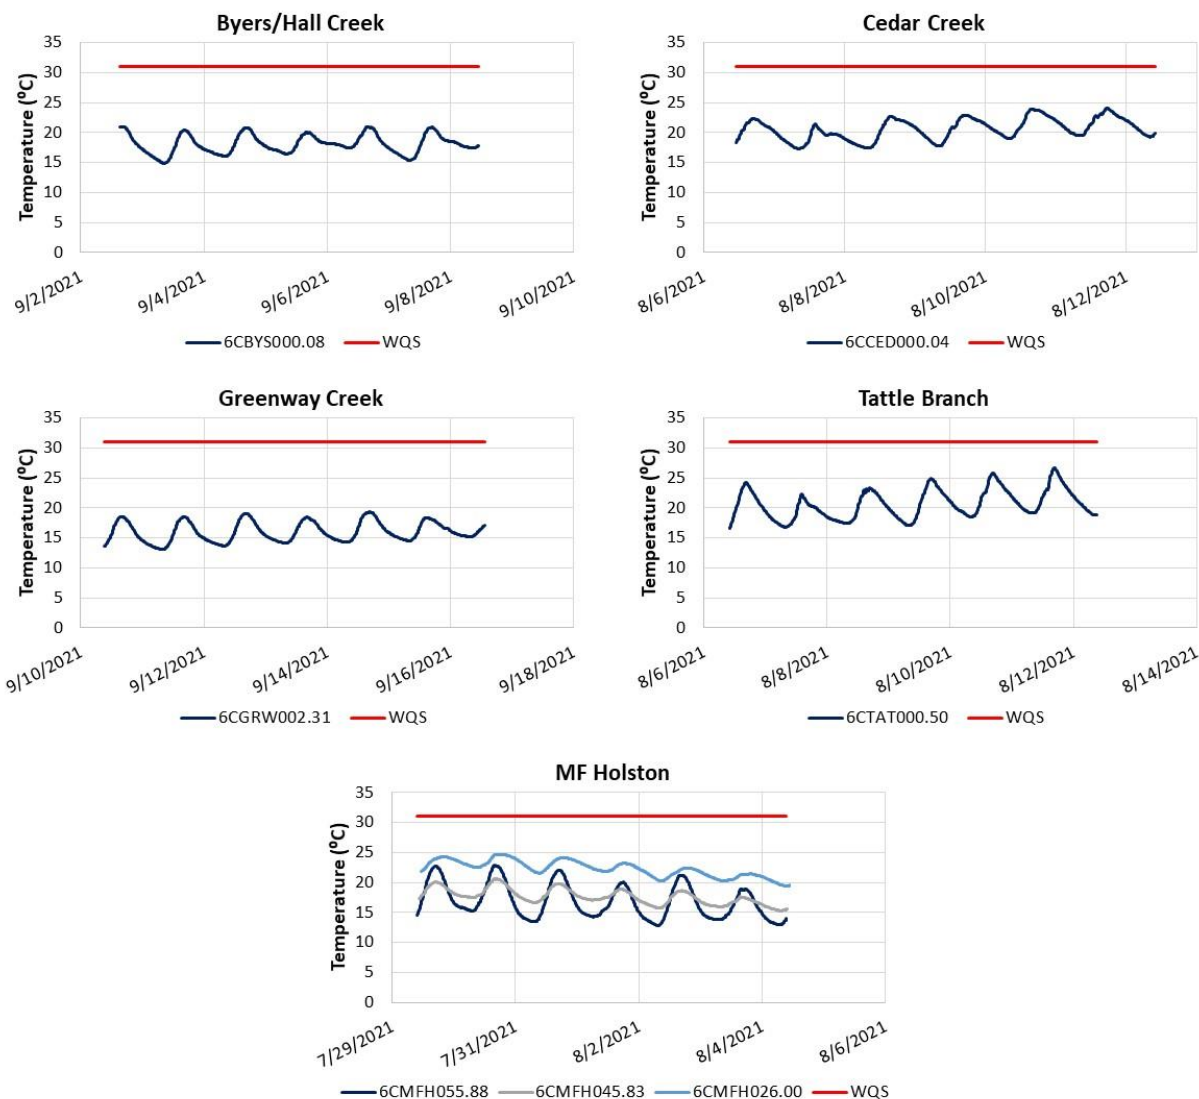 Byers/Hall Creek
Temperature (⁰C)
35
30
25
20
15
10
5
0
9/2/2021 9/4/2021 9/6/2021 9/8/2021 9/10/2021
6CBYS000.08 WQS
Cedar Creek
Temperature (⁰C)
35
30
25
20
15
10
5
0
8/6/2021 8/8/2021 8/10/2021 8/12/2021
6CCED000.04 WQS
Greenway Creek
Temperature (⁰C)
35
30
25
20
15
10
5
0
9/10/2021 9/12/2021 9/14/2021 9/16/2021 9/18/2021
6CGRW002.31 WQS
Tattle Branch
Temperature (⁰C)
35
30
25
20
15
10
5
0
8/6/2021 8/8/2021 8/10/2021 8/12/2021 8/14/2021
6CTAT000.50 WQS
MF Holston
Temperature (⁰C)
35
30
25
20
15
10
5
0
7/29/2021 7/31/2021 8/2/2021 8/4/2021 8/6/2021
6CMFH055.88 6CMFH045.83 6CMFH026.00 WQS